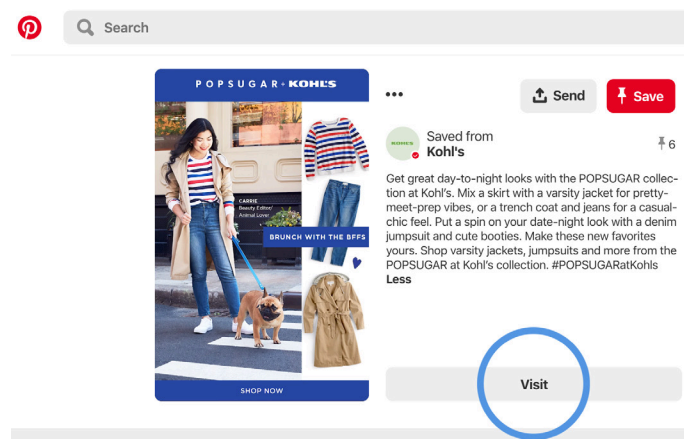 Search
POPSUGAR+KOHL'S
CARRIE
Beauty Editor/
Animal Lover
BRUNCH WITH THE BFFS
SHOP NOW
Send
Save
KOHL'S
Saved from
Kohl's
6
Get great day-to-night looks with the POPSUGAR collec-
tion at Kohl's. Mix a skirt with a varsity jacket for pretty-
meet-prep vibes, or a trench coat and jeans for a casual-
chic feel. Put a spin on your date-night look with a denim
jumpsuit and cute booties. Make these new favorites
yours. Shop varsity jackets, jumpsuits and more from the
POPSUGAR at Kohl's collection. #POPSUGARatKohls
Less
Visit